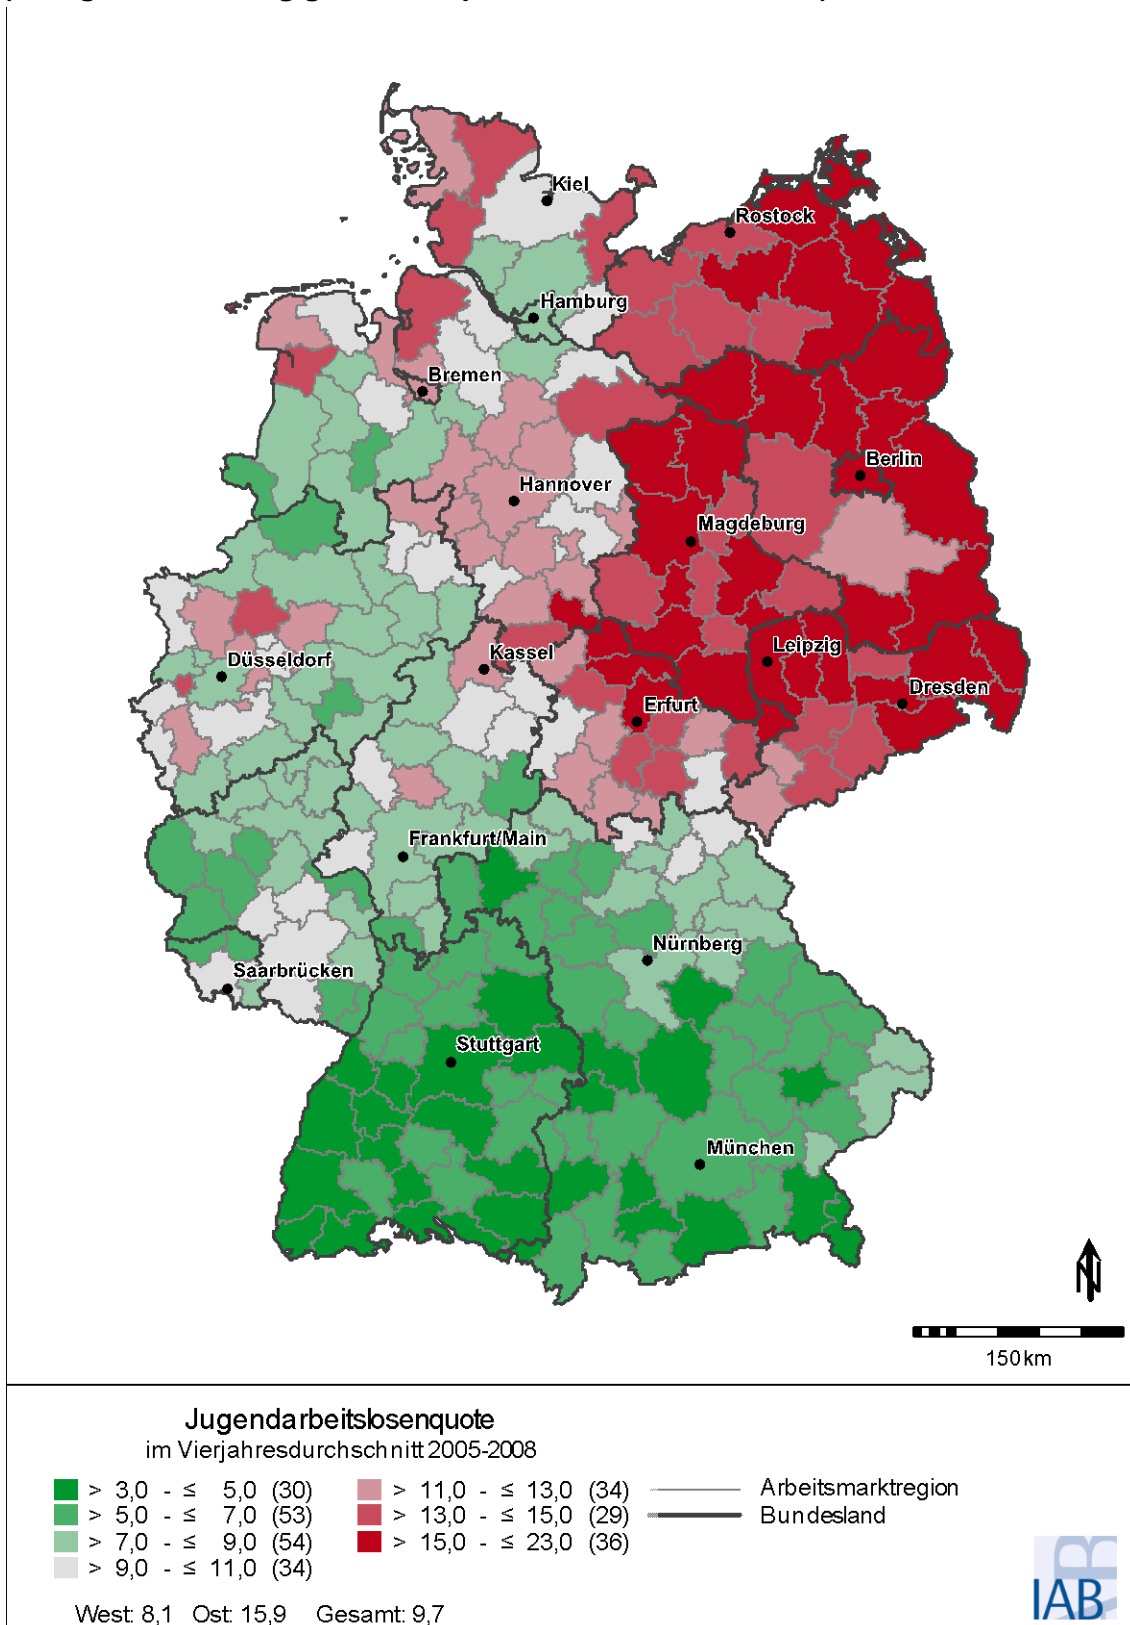 Kiel
Rostock
Hamburg
Bremen
Berlin
Hannover
Magdeburg
Düsseldorf
Kassel
Leipzig
Dresden
Erfurt
Frankfurt/Main
Nürnberg
Saarbrücken
Stuttgart
München
N
150 km
Jugendarbeitslosenquote
im Vierjahresdurchschnitt 2005-2008
> 3,0 - ≤ 5,0 (30)
> 5,0 - ≤ 7,0 (53)
> 7,0 - ≤ 9,0 (54)
> 9,0 - ≤ 11,0 (34)
> 11,0 - ≤ 13,0 (34)
> 13,0 - ≤ 15,0 (29)
> 15,0 - ≤ 23,0 (36)
Arbeitsmarktregion
Bundesland
West: 8,1 Ost: 15,9 Gesamt: 9,7
IAB